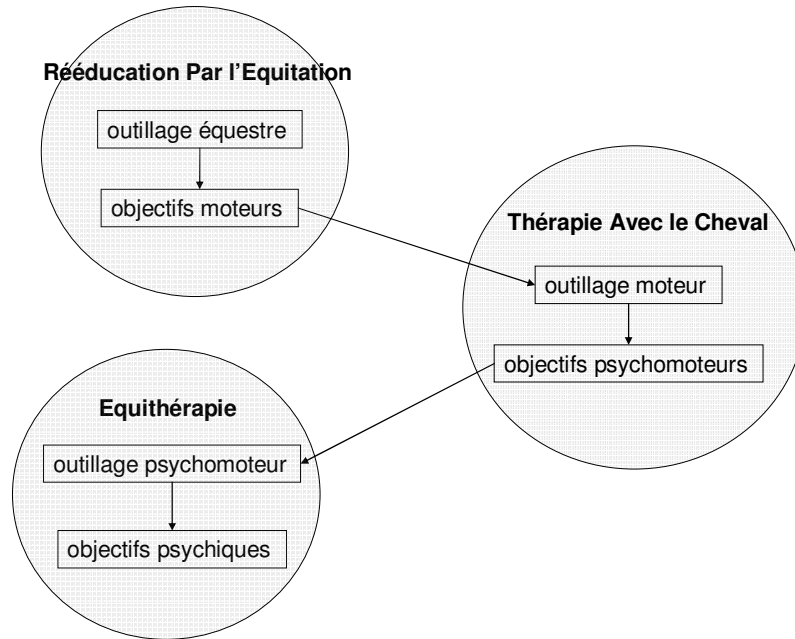 Rééducation Par l'Equitation
outillage équestre
objectifs moteurs
Thérapie Avec le Cheval
outillage moteur
objectifs psychomoteurs
Equithérapie
outillage psychomoteur
objectifs psychiques